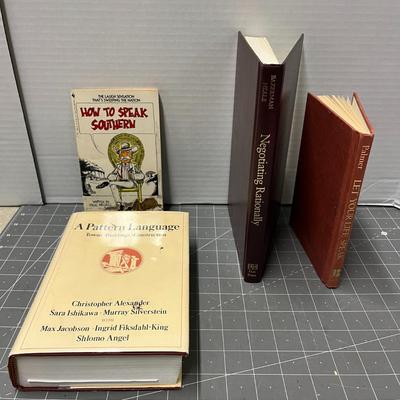 THE LAUGH SENSATION
THAT'S SWEEPING THE NATION
HOW TO SPEAK
SOUTHERN
A Pattern Language
Towns · Buildings · Construction
Christopher Alexander
Sara Ishikawa · Murray Silverstein
WITH
Max Jacobson · Ingrid Fiksdahl-King
Shlomo Angel
BAZERMAN
NEALE
Negotiating Rationally
Palmer
LET YOUR LIFE SPEAK